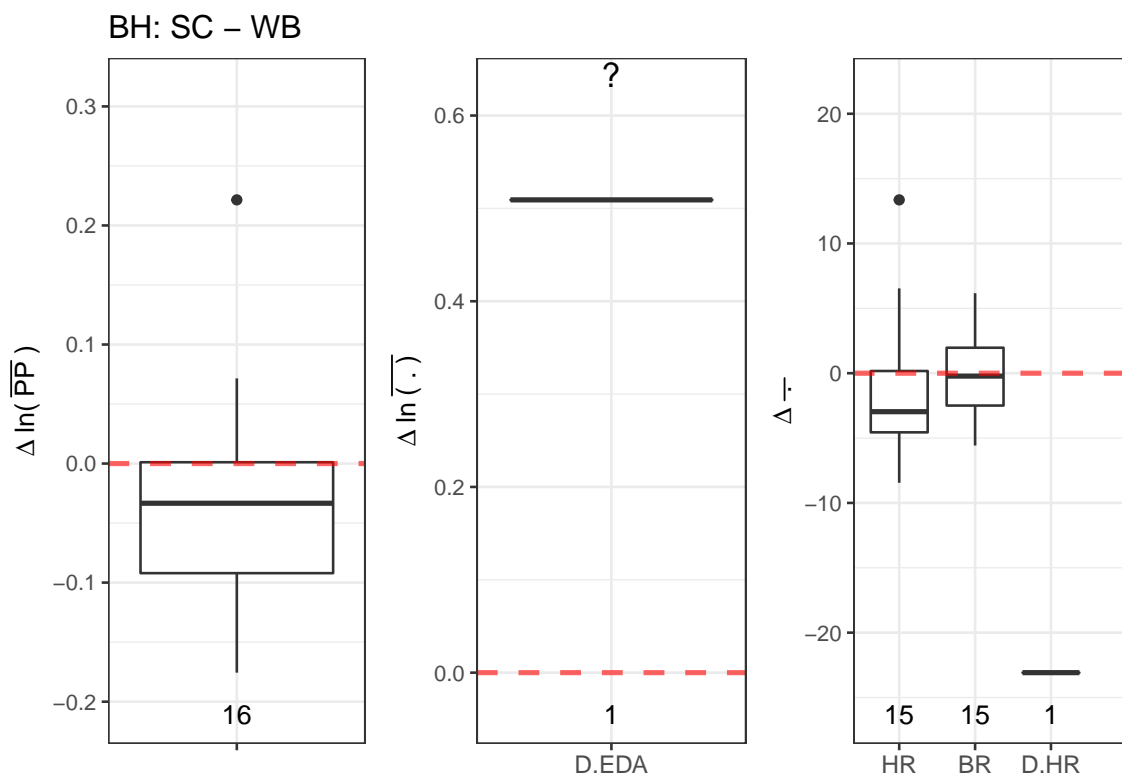 BH: SC − WB
Δ ln( PP )
0.3
0.2
0.1
0.0
−0.1
−0.2
16
Δ ln ( . )
0.6
0.4
0.2
0.0
?
1
D.EDA
Δ .
20
10
0
−10
−20
15 15 1
HR BR D.HR